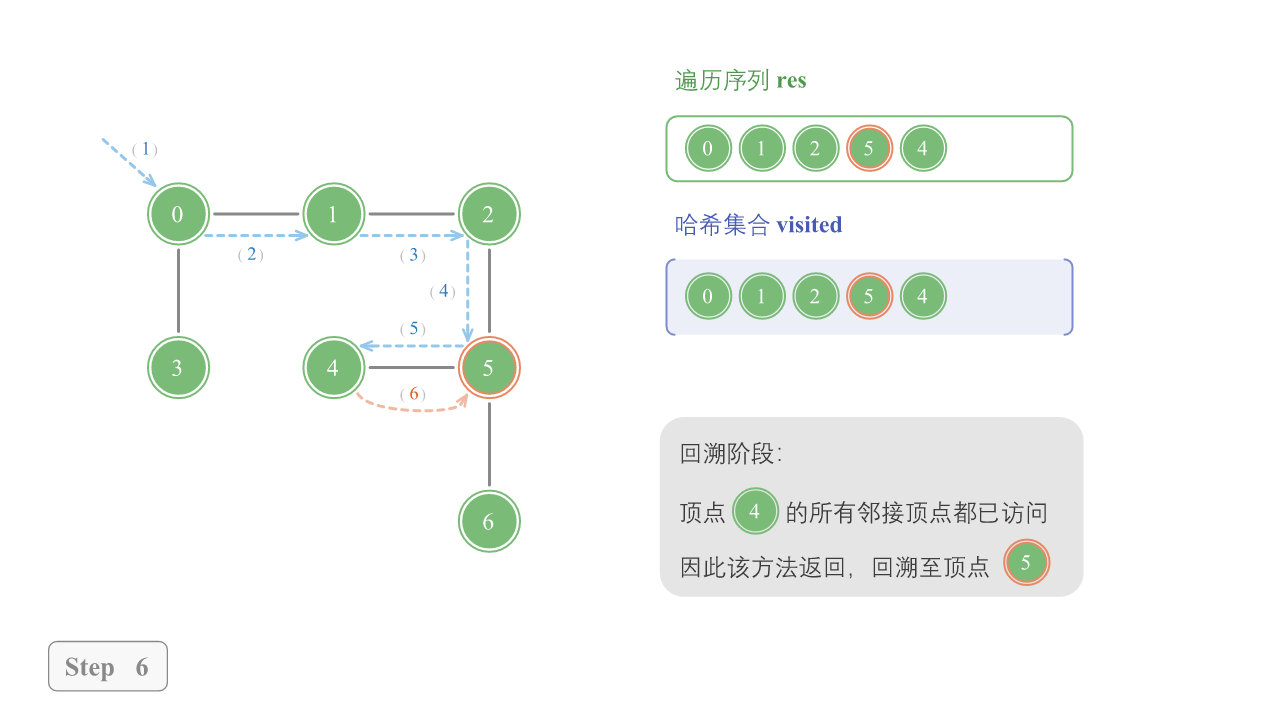 遍历序列 res
0 1 2 5 4
哈希集合 visited
0 1 2 5 4
(1)
0 1 2
(2) (3)
(4)
(5)
3 4 5
(6)
6
回溯阶段：
顶点 4 的所有邻接顶点都已访问
因此该方法返回，回溯至顶点 5
Step 6